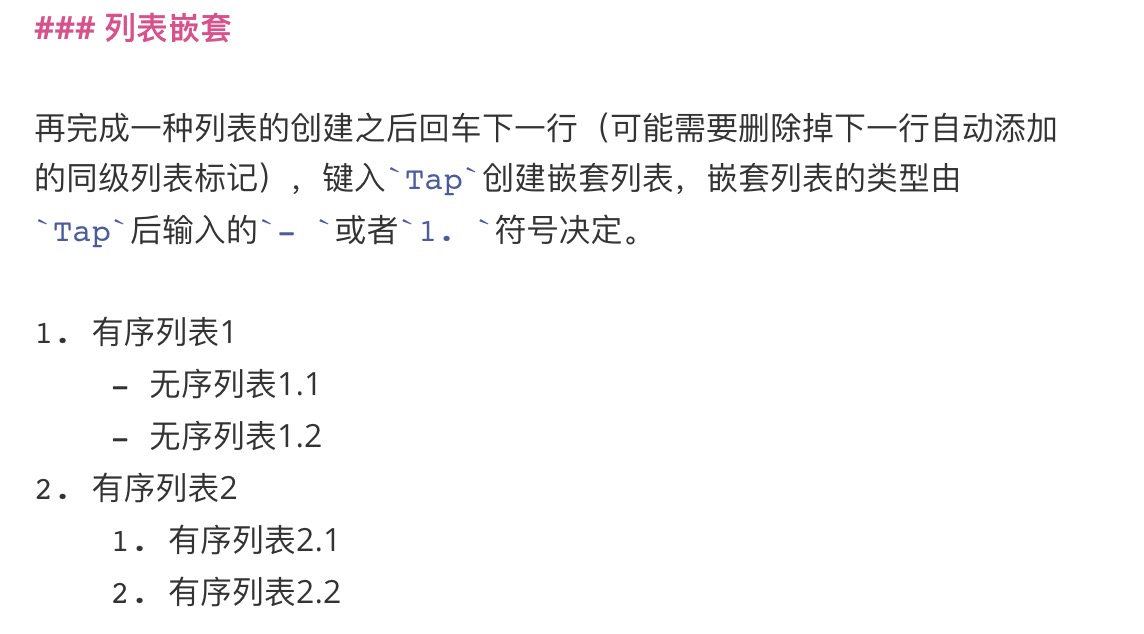 ### 列表嵌套
再完成一种列表的创建之后回车下一行（可能需要删除掉下一行自动添加
的同级列表标记），键入`Tap`创建嵌套列表，嵌套列表的类型由
`Tap`后输入的`- `或者`1. `符号决定。
1. 有序列表1
- 无序列表1.1
- 无序列表1.2
2. 有序列表2
1. 有序列表2.1
2. 有序列表2.2